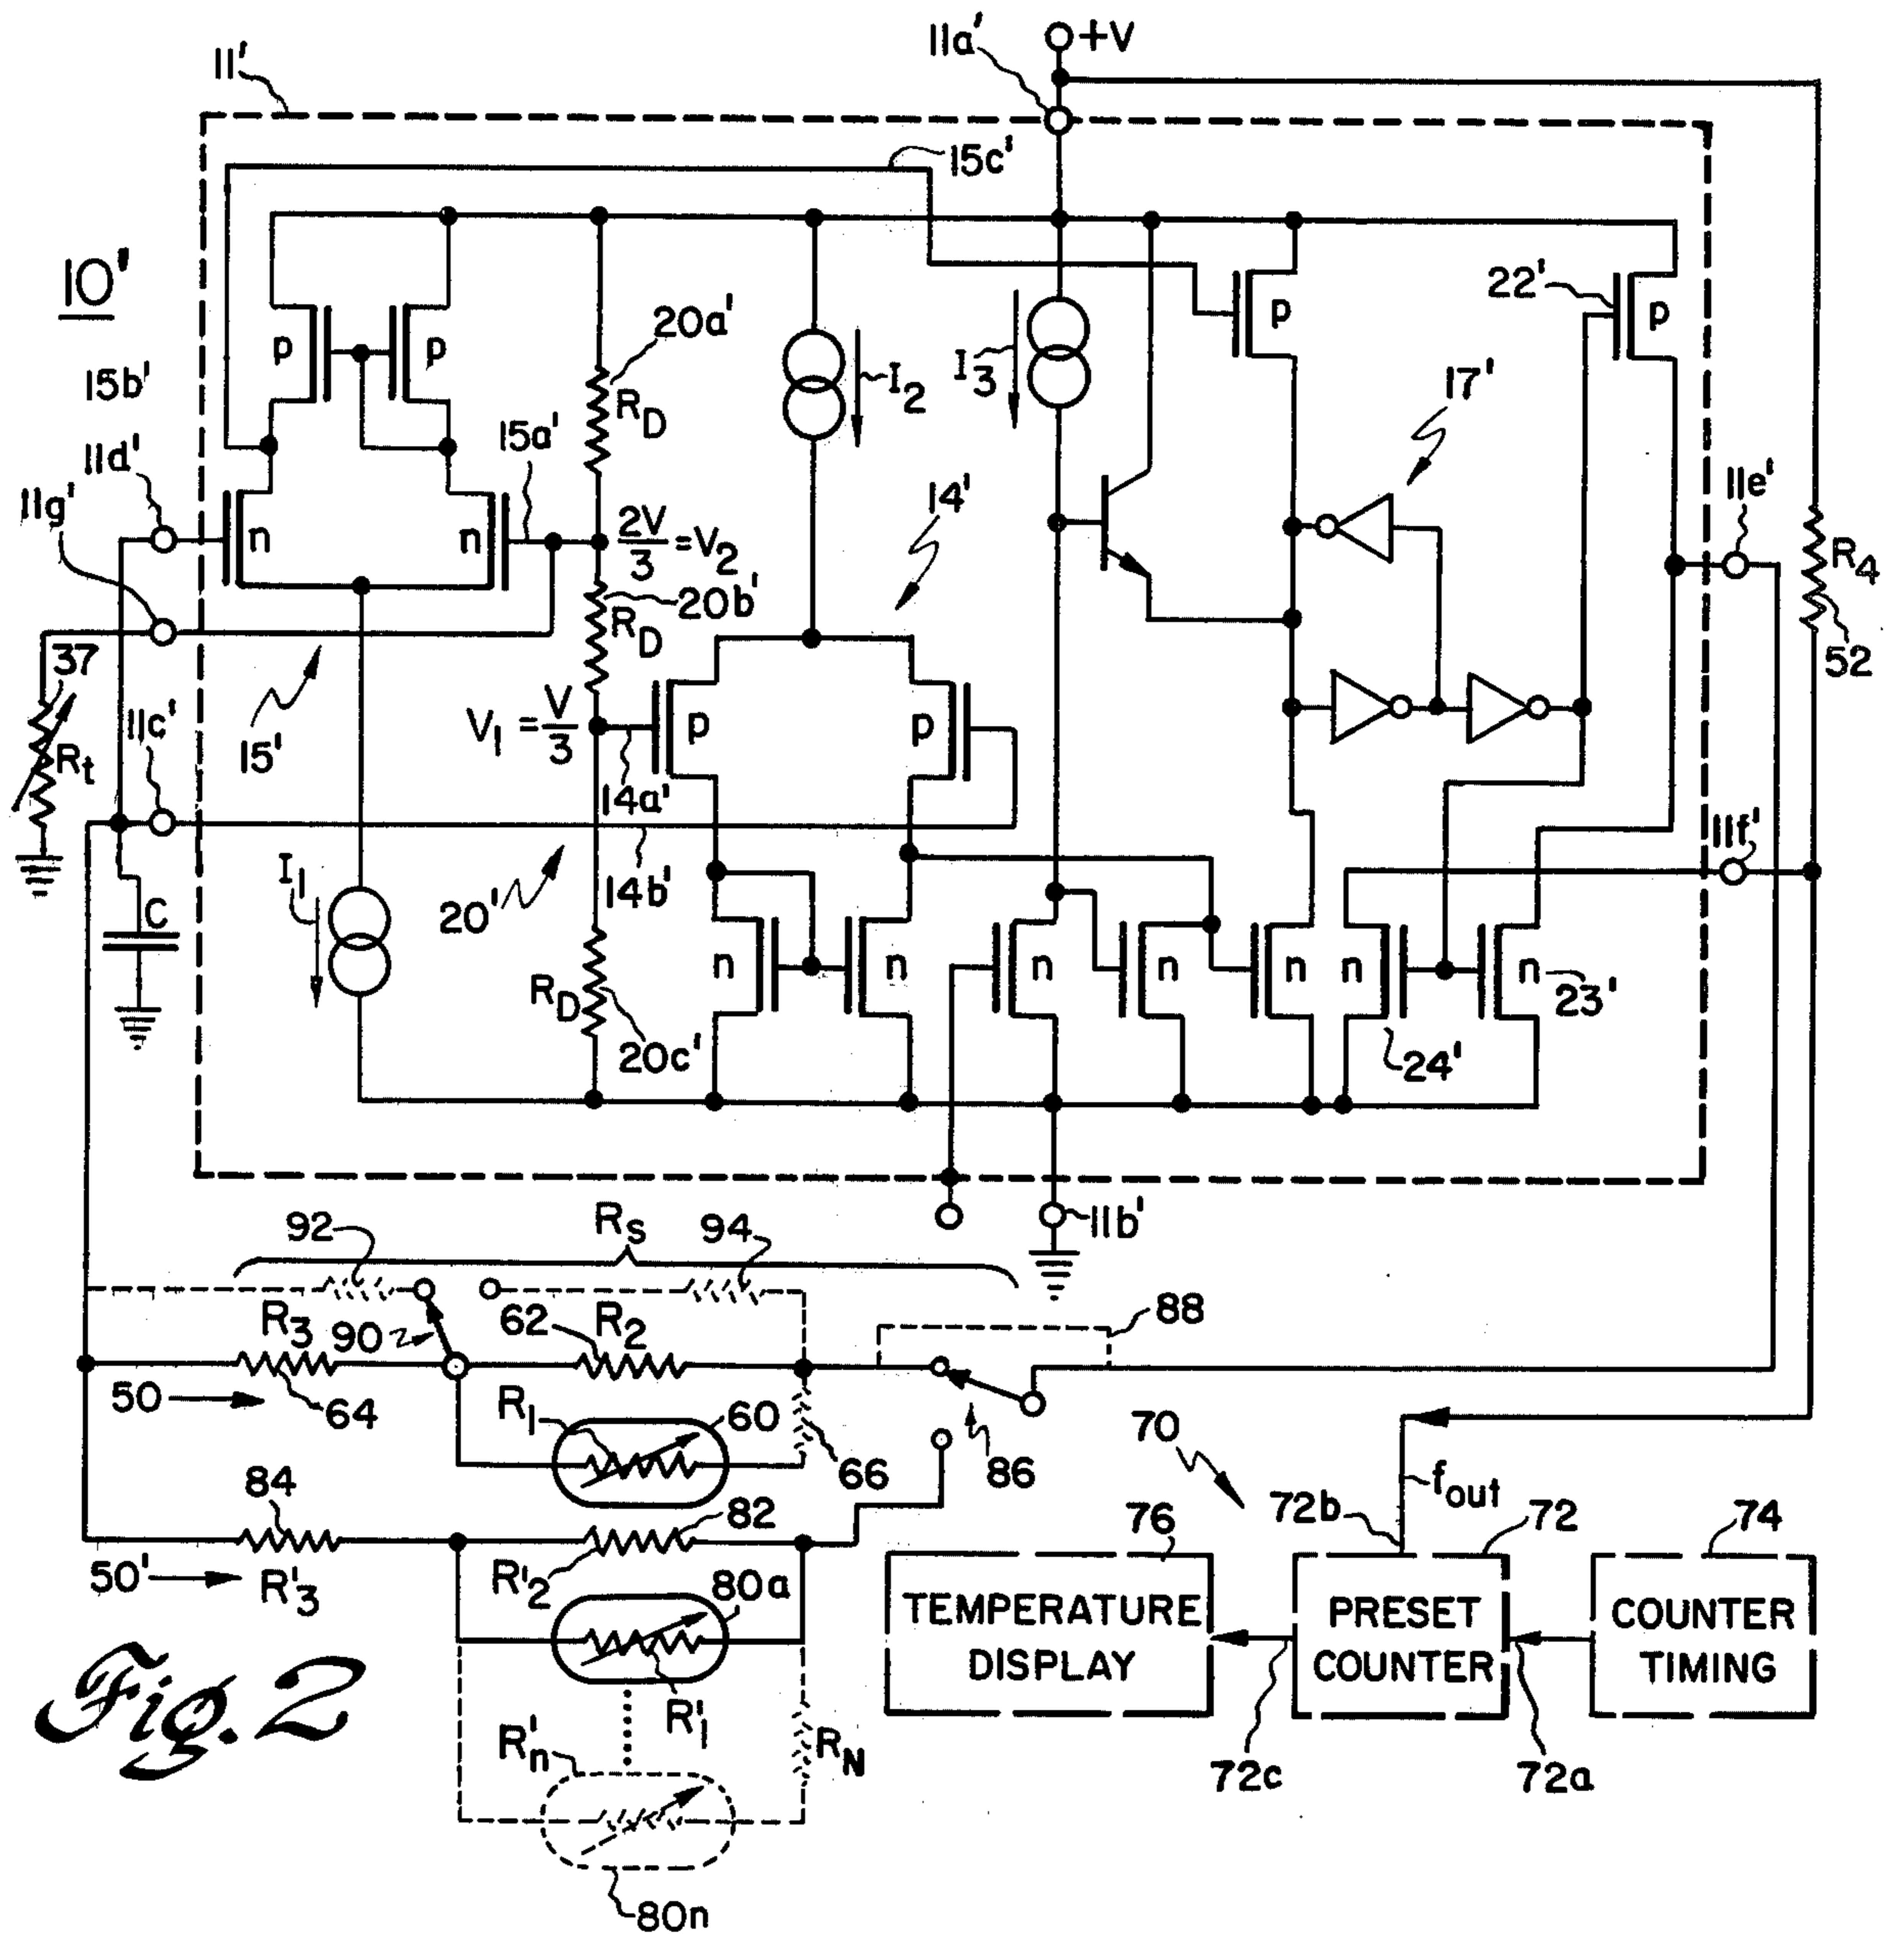 11a'
+V
11'
15c'
10'
22'
20a'
p
p
p
p
15b'
RD
I2
I3
17'
15a'
11d'
14'
11e'
11g'
n
n
2V/3 = V2
R4
20b'
RD
52
37
V1 = V/3
p
p
11c'
Rt
15'
14a'
11f'
I1
14b'
20'
C
n
n
n
n
n
n
n
RD
23'
20c'
24'
92
Rs
94
11b'
88
R3
90
62
R2
50
64
R1
60
70
66
86
84
fout
72b
82
76
72
74
50'
R'3
R'2
80a
TEMPERATURE
DISPLAY
PRESET
COUNTER
COUNTER
TIMING
Fig. 2
R'1
R'n
RN
72c
72a
80n